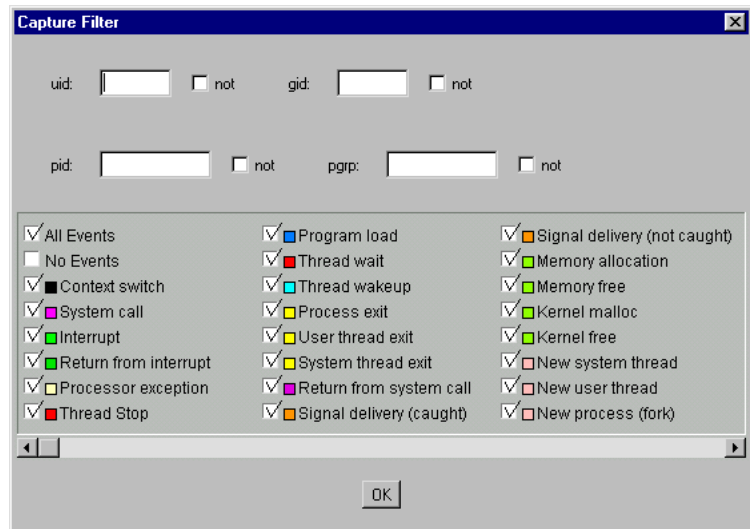 Capture Filter
uid: not gid: not
pid: not pgrp: not
All Events
No Events
Context switch
System call
Interrupt
Return from interrupt
Processor exception
Thread Stop
Program load
Thread wait
Thread wakeup
Process exit
User thread exit
System thread exit
Return from system call
Signal delivery (caught)
Signal delivery (not caught)
Memory allocation
Memory free
Kernel malloc
Kernel free
New system thread
New user thread
New process (fork)
OK